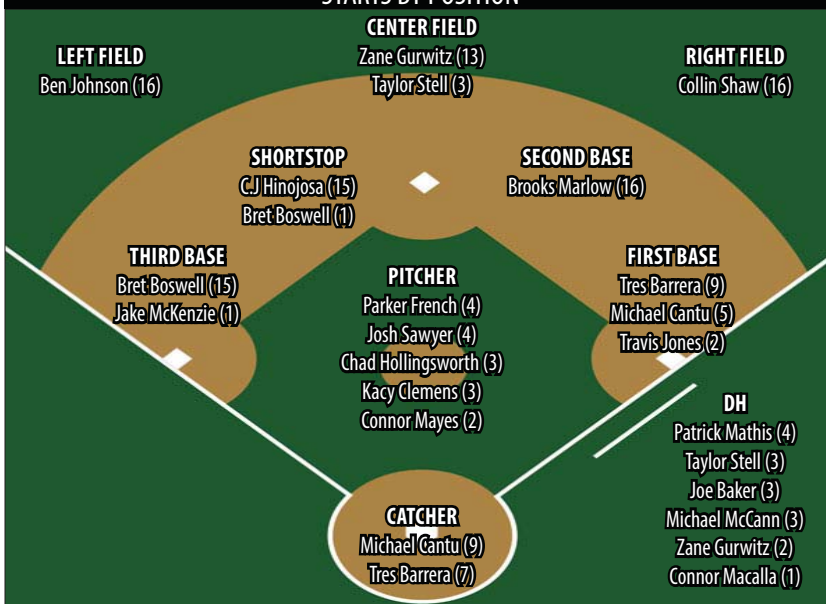 STARTS BY POSITION
CENTER FIELD
Zane Gurwitz (13)
Taylor Stell (3)
LEFT FIELD
Ben Johnson (16)
RIGHT FIELD
Collin Shaw (16)
SHORTSTOP
C.J Hinojosa (15)
Bret Boswell (1)
SECOND BASE
Brooks Marlow (16)
THIRD BASE
Bret Boswell (15)
Jake McKenzie (1)
PITCHER
Parker French (4)
Josh Sawyer (4)
Chad Hollingsworth (3)
Kacy Clemens (3)
Connor Mayes (2)
FIRST BASE
Tres Barrera (9)
Michael Cantu (5)
Travis Jones (2)
DH
Patrick Mathis (4)
Taylor Stell (3)
Joe Baker (3)
Michael McCann (3)
Zane Gurwitz (2)
Connor Macalla (1)
CATCHER
Michael Cantu (9)
Tres Barrera (7)